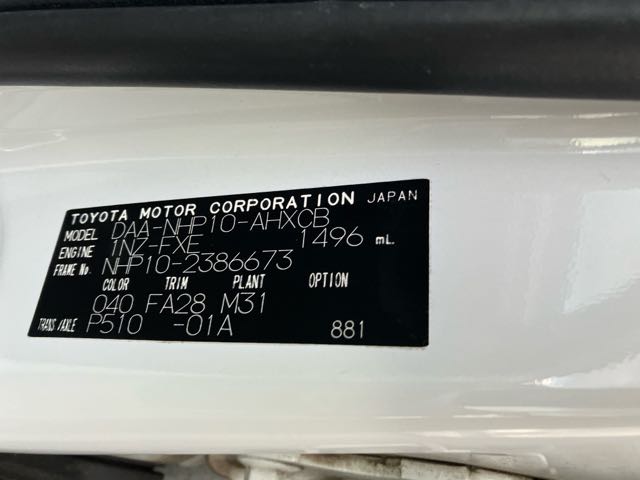 TOYOTA MOTOR CORPORATION JAPAN
MODEL DAA-NHP10-AHXCB
ENGINE 1NZ-FXE 1496 mL
FRAME No. NHP10-2386673
COLOR TRIM PLANT OPTION
040 FA28 M31
TRANS/AXLE P510 -01A 881